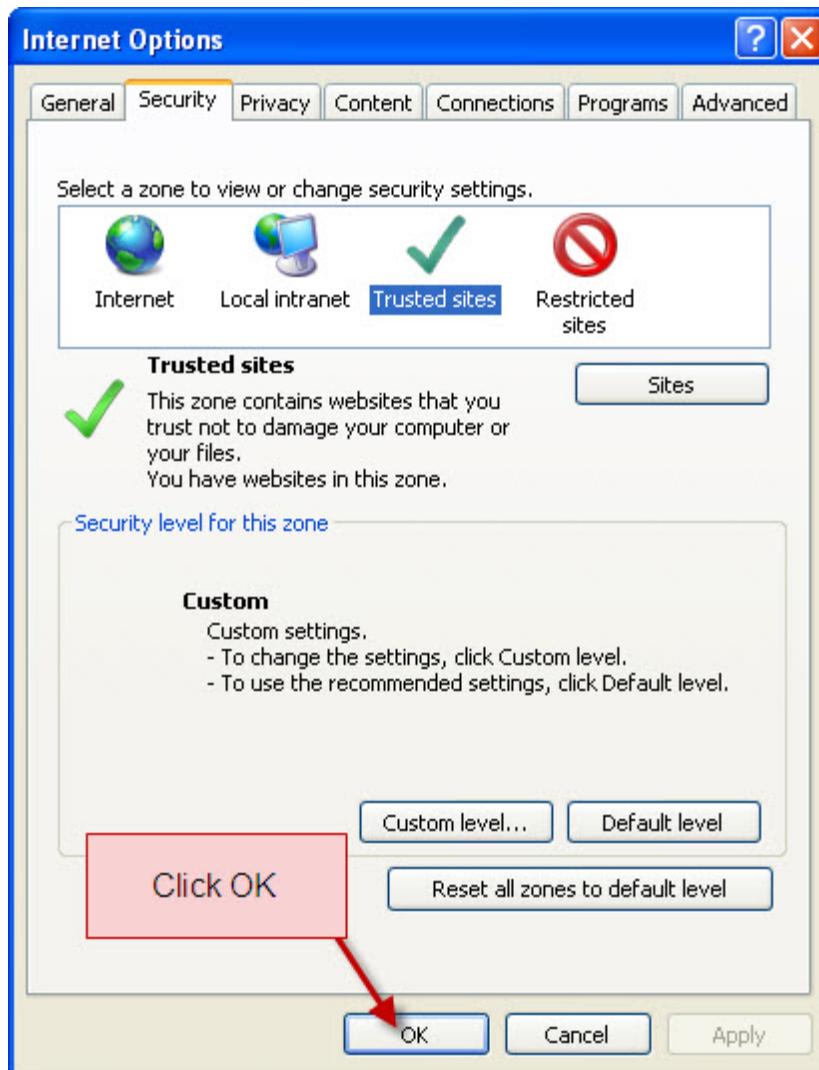 Internet Options
General Security Privacy Content Connections Programs Advanced
Select a zone to view or change security settings.
Internet Local intranet Trusted sites Restricted sites
Trusted sites
Sites
This zone contains websites that you
trust not to damage your computer or
your files.
You have websites in this zone.
Security level for this zone
Custom
Custom settings.
- To change the settings, click Custom level.
- To use the recommended settings, click Default level.
Custom level... Default level
Click OK
Reset all zones to default level
OK Cancel Apply